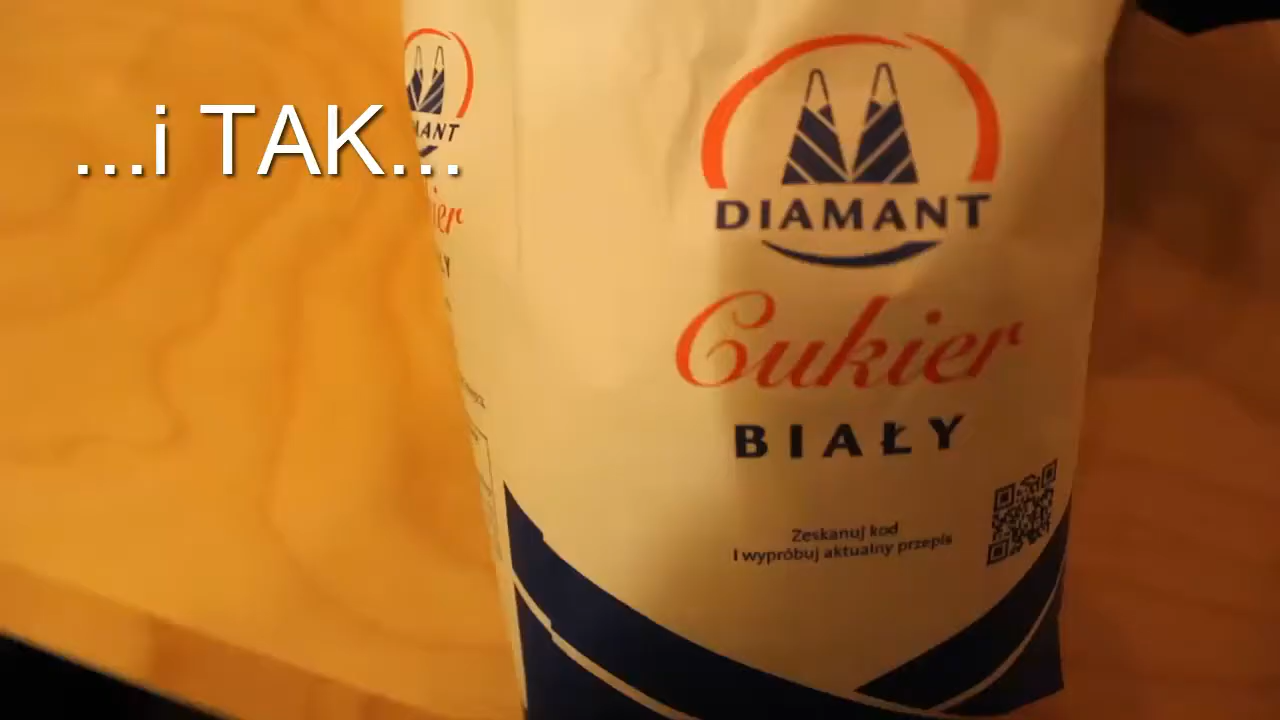 ...i TAK...
DIAMANT
Cukier
BIAŁY
Zeskanuj kod
I wypróbuj aktualny przepis